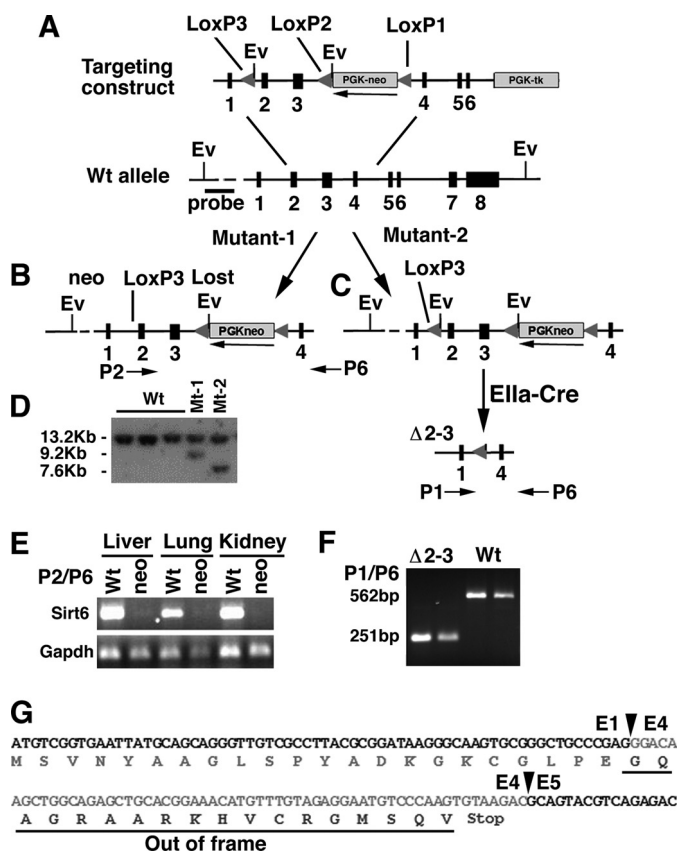 A
LoxP3 LoxP2 LoxP1
Ev Ev
Targeting construct
PGK-neo PGK-tk
1 2 3 4 56
Ev Ev
Wt allele
probe 1 2 3 4 56 7 8
Mutant-1 Mutant-2
B
neo LoxP3 Lost
Ev Ev
PGKneo
1 2 3 4
P2 P6
C
LoxP3
Ev Ev Ev
PGKneo
1 2 3 4
EIIa-Cre
Δ2-3
1 4
P1 P6
D
Wt Mt-1 Mt-2
13.2Kb -
9.2Kb -
7.6Kb -
E
Liver Lung Kidney
P2/P6 Wt neo Wt neo Wt neo
Sirt6
Gapdh
F
Δ2-3 Wt
P1/P6
562bp
251bp
G
E1 E4
ATGTCGGTGAATTATGCAGCAGGGTTGTCGCCTTACGCGGATAAGGGCAAGTGCGGGCTGCCCGAGGGACA
M S V N Y A A G L S P Y A D K G K C G L P E G Q
E4 E5
AGCTGGCAGAGCTGCACGGAAACATGTTTGTAGAGGAATGTCCCAAGTGTAAGACGCAGTACGTCAGAGAC
A G R A A R K H V C R G M S Q V Stop
Out of frame